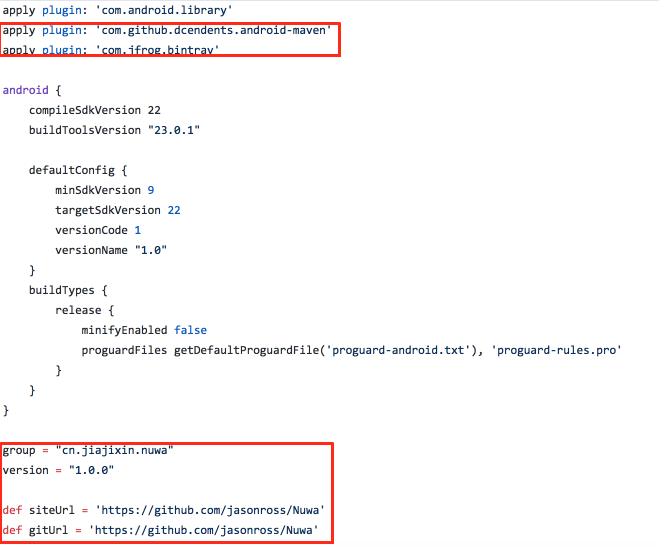 apply plugin: 'com.android.library'
apply plugin: 'com.github.dcendents.android-maven'
apply plugin: 'com.jfrog.bintray'
android {
    compileSdkVersion 22
    buildToolsVersion "23.0.1"
    defaultConfig {
        minSdkVersion 9
        targetSdkVersion 22
        versionCode 1
        versionName "1.0"
    }
    buildTypes {
        release {
            minifyEnabled false
            proguardFiles getDefaultProguardFile('proguard-android.txt'), 'proguard-rules.pro'
        }
    }
}
group = "cn.jiajixin.nuwa"
version = "1.0.0"
def siteUrl = 'https://github.com/jasonross/Nuwa'
def gitUrl = 'https://github.com/jasonross/Nuwa'